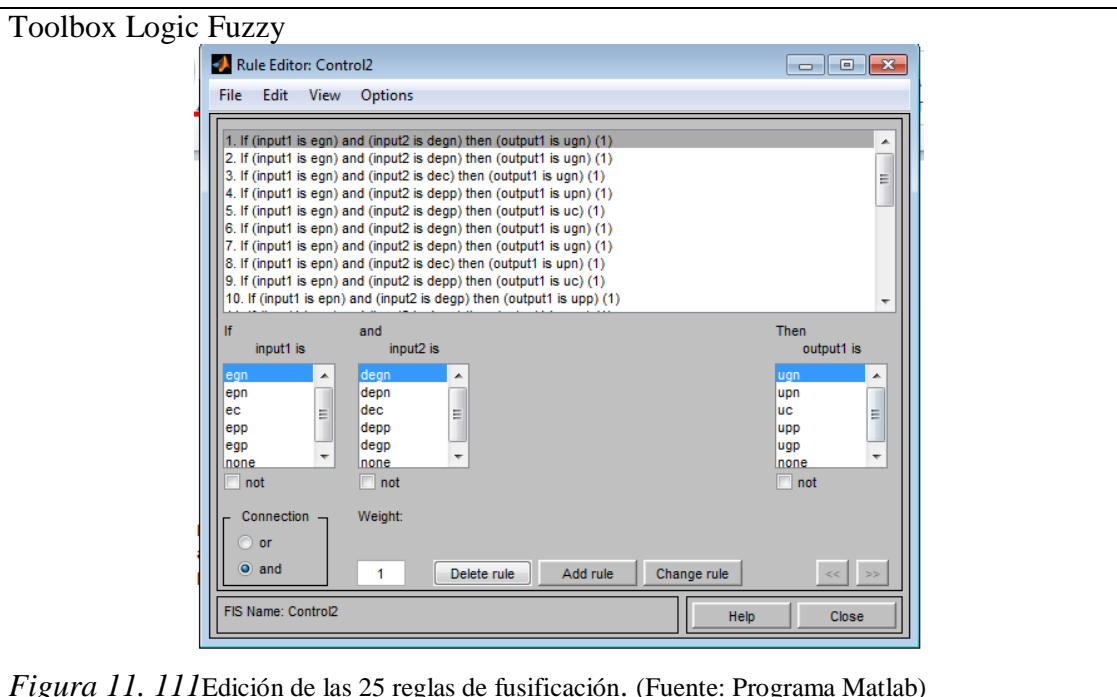 Toolbox Logic Fuzzy
Rule Editor: Control2
File Edit View Options
1. If (input1 is egn) and (input2 is degn) then (output1 is ugn) (1)
2. If (input1 is egn) and (input2 is depn) then (output1 is ugn) (1)
3. If (input1 is egn) and (input2 is dec) then (output1 is ugn) (1)
4. If (input1 is egn) and (input2 is depp) then (output1 is upn) (1)
5. If (input1 is egn) and (input2 is degp) then (output1 is uc) (1)
6. If (input1 is epn) and (input2 is degn) then (output1 is ugn) (1)
7. If (input1 is epn) and (input2 is depn) then (output1 is ugn) (1)
8. If (input1 is epn) and (input2 is dec) then (output1 is upn) (1)
9. If (input1 is epn) and (input2 is depp) then (output1 is uc) (1)
10. If (input1 is epn) and (input2 is degp) then (output1 is upp) (1)
If and Then
input1 is input2 is output1 is
egn degn ugn
epn depn upn
ec dec uc
epp depp upp
egp degp ugp
none none none
not not not
Connection Weight:
or
and 1 Delete rule Add rule Change rule << >>
FIS Name: Control2 Help Close
Figura 11. 111Edición de las 25 reglas de fusificación. (Fuente: Programa Matlab)